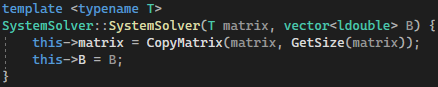 template <typename T>
SystemSolver::SystemSolver(T matrix, vector<ldouble> B) {
    this->matrix = CopyMatrix(matrix, GetSize(matrix));
    this->B = B;
}